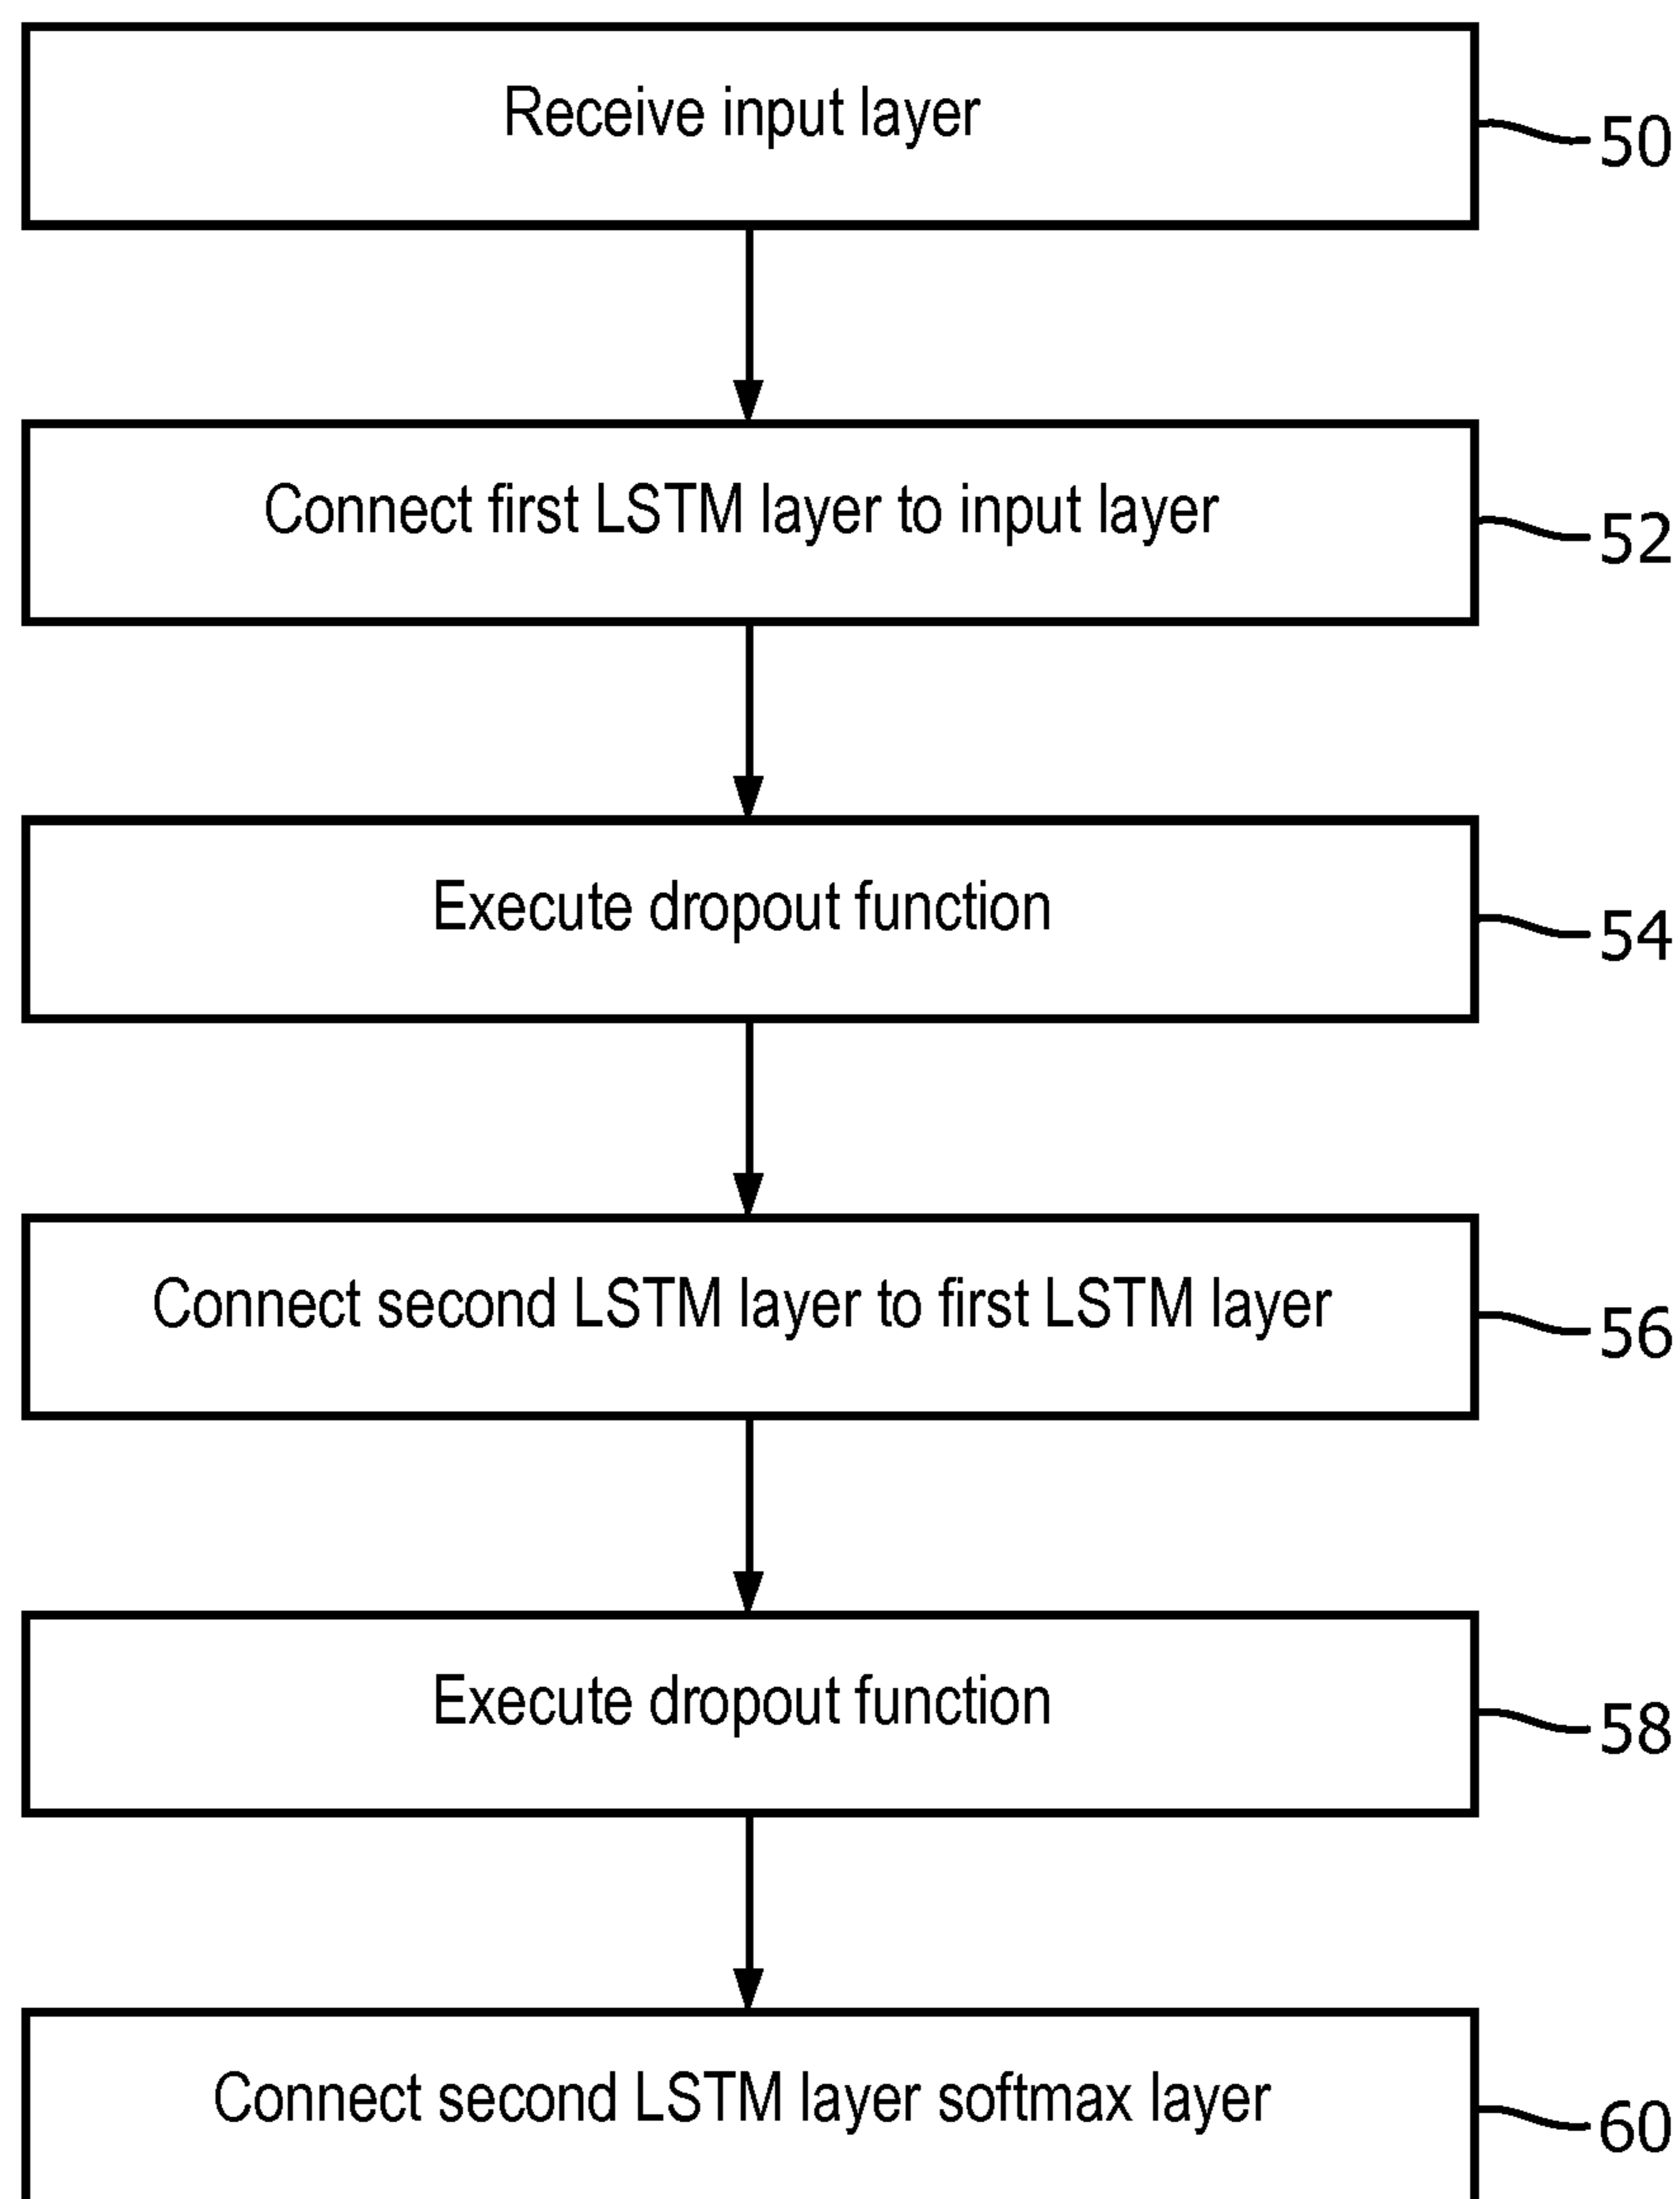 Receive input layer
50
Connect first LSTM layer to input layer
52
Execute dropout function
54
Connect second LSTM layer to first LSTM layer
56
Execute dropout function
58
Connect second LSTM layer softmax layer
60